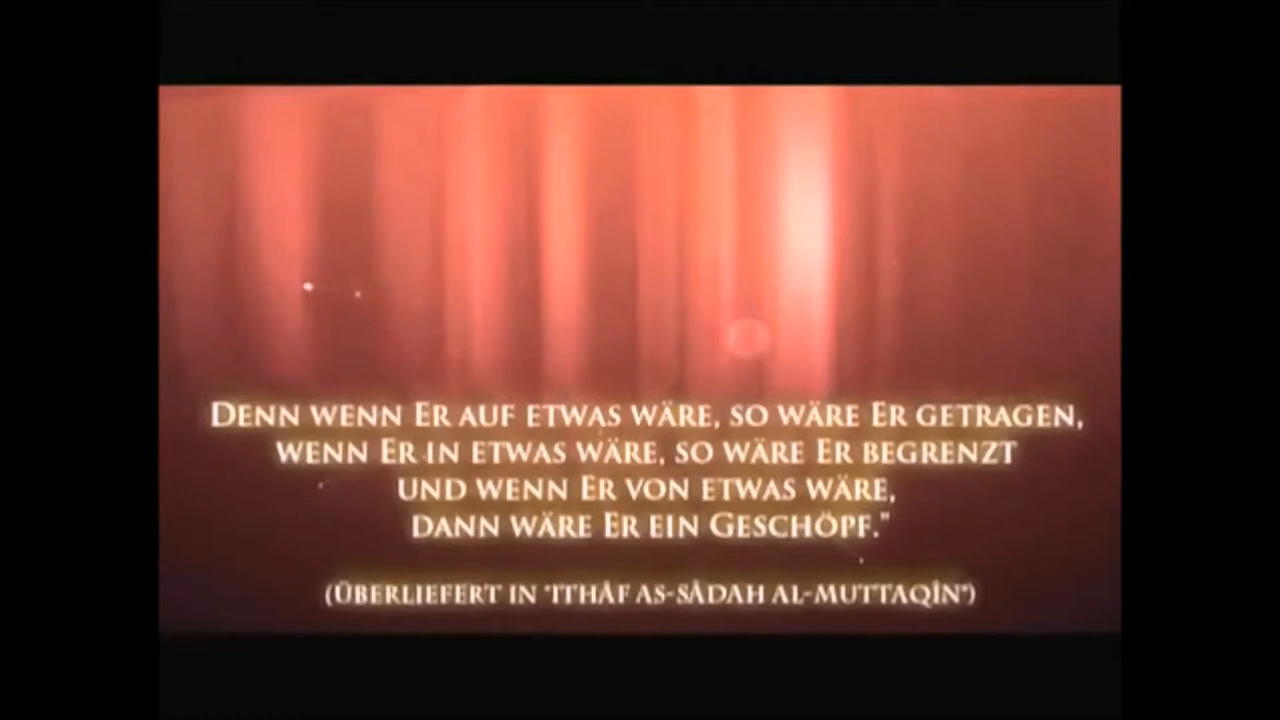 Denn wenn Er auf etwas wäre, so wäre Er getragen,
wenn Er in etwas wäre, so wäre Er begrenzt
und wenn Er von etwas wäre,
dann wäre Er ein Geschöpf."
(Überliefert in "Ithâf as-Sâdah al-Muttaqîn")